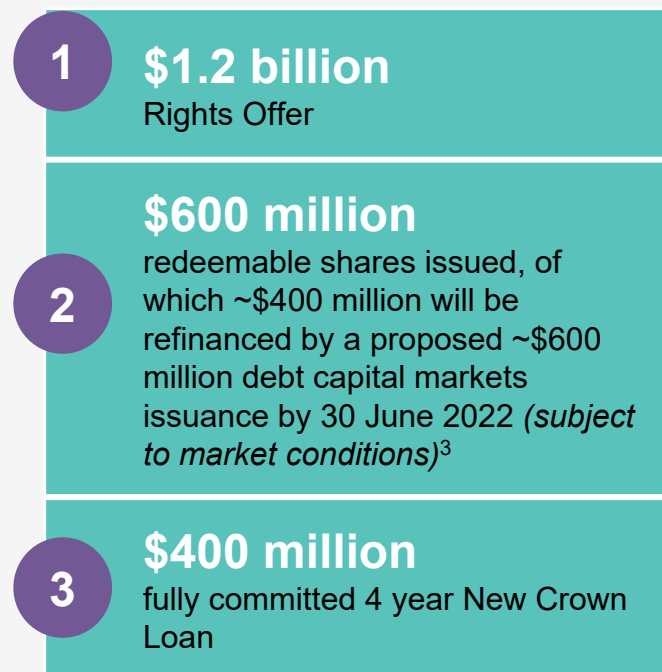 1
$1.2 billion
Rights Offer
2
$600 million
redeemable shares issued, of
which ~$400 million will be
refinanced by a proposed ~$600
million debt capital markets
issuance by 30 June 2022 (subject
to market conditions)³
3
$400 million
fully committed 4 year New Crown
Loan